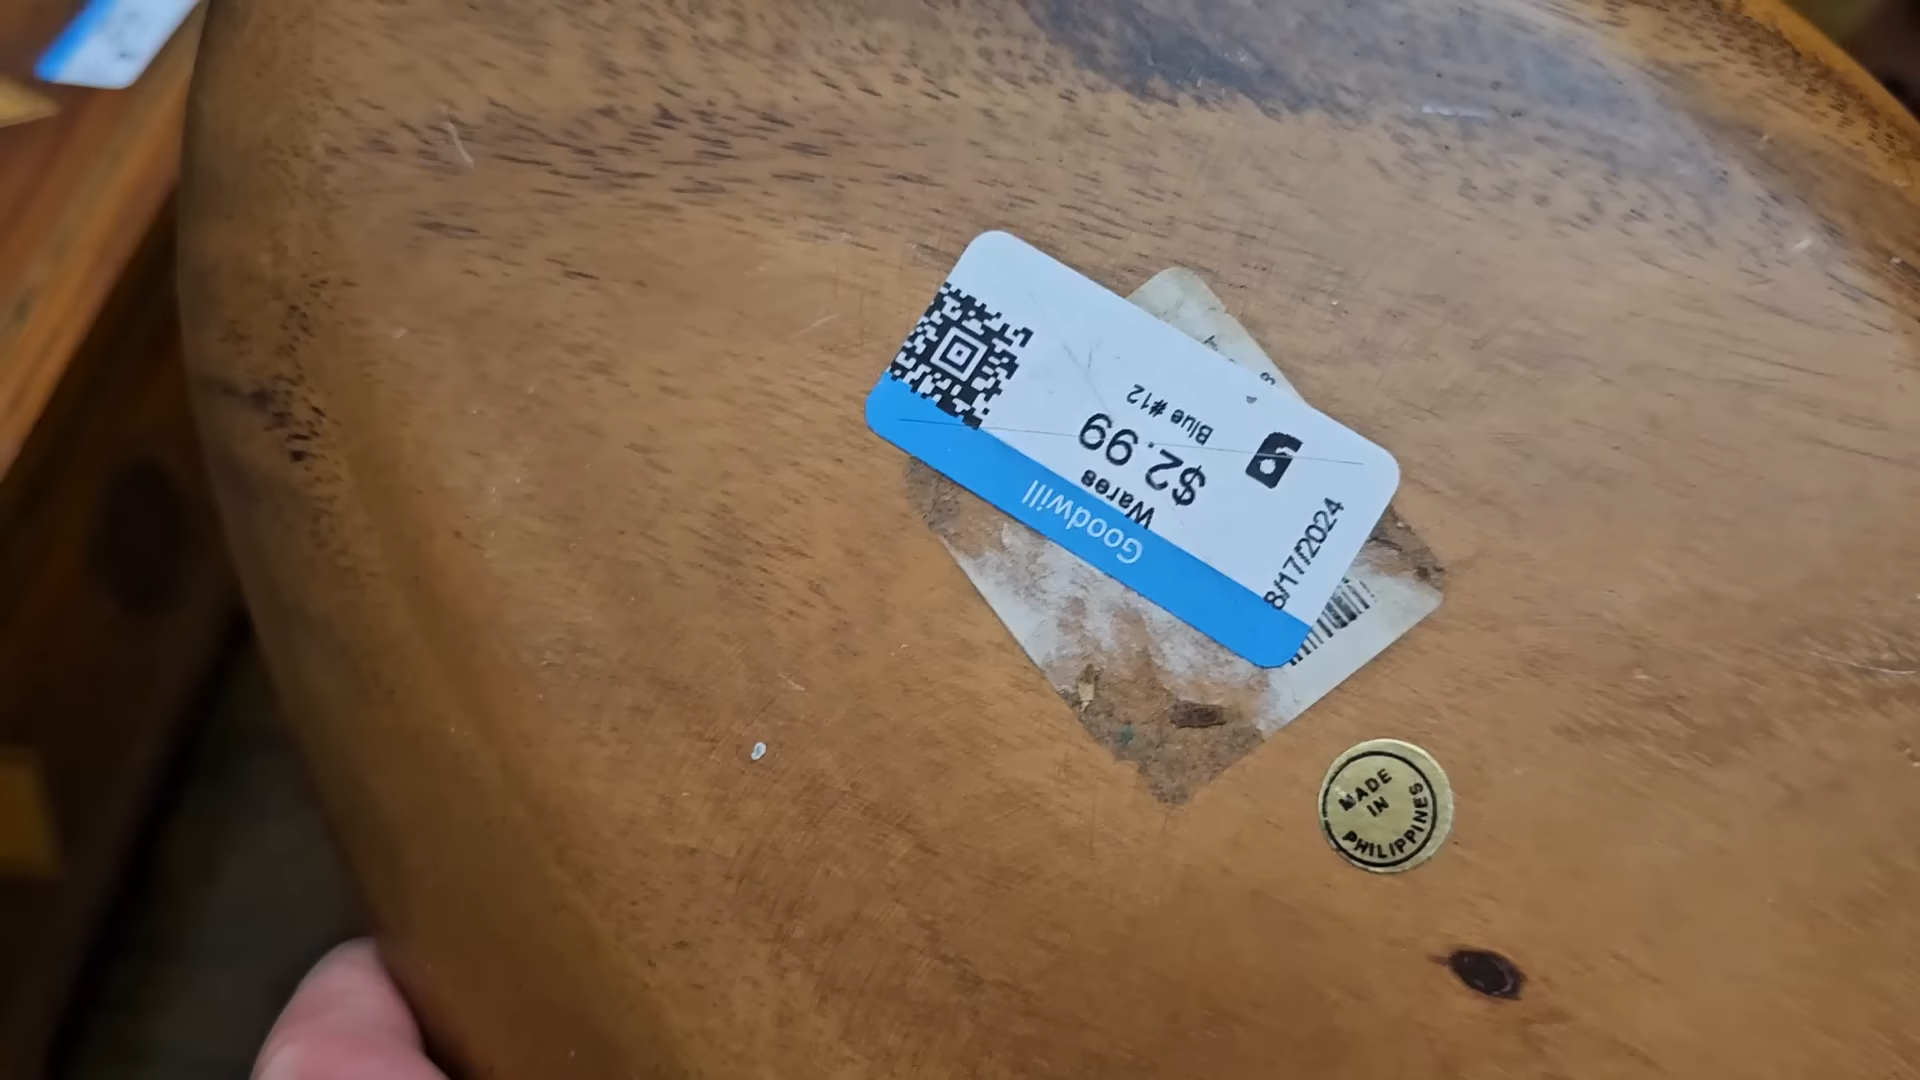 Goodwill
Wares
$2.99
Blue #12
8/17/2024
MADE
IN
PHILIPPINES